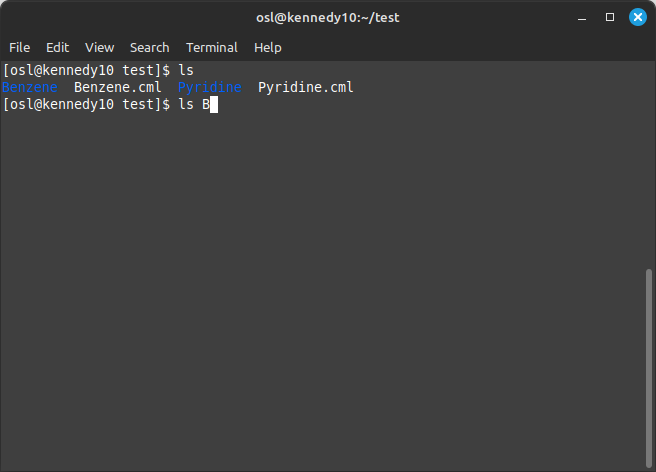 osl@kennedy10:~/test
File Edit View Search Terminal Help
[osl@kennedy10 test]$ ls
Benzene  Benzene.cml  Pyridine  Pyridine.cml
[osl@kennedy10 test]$ ls B